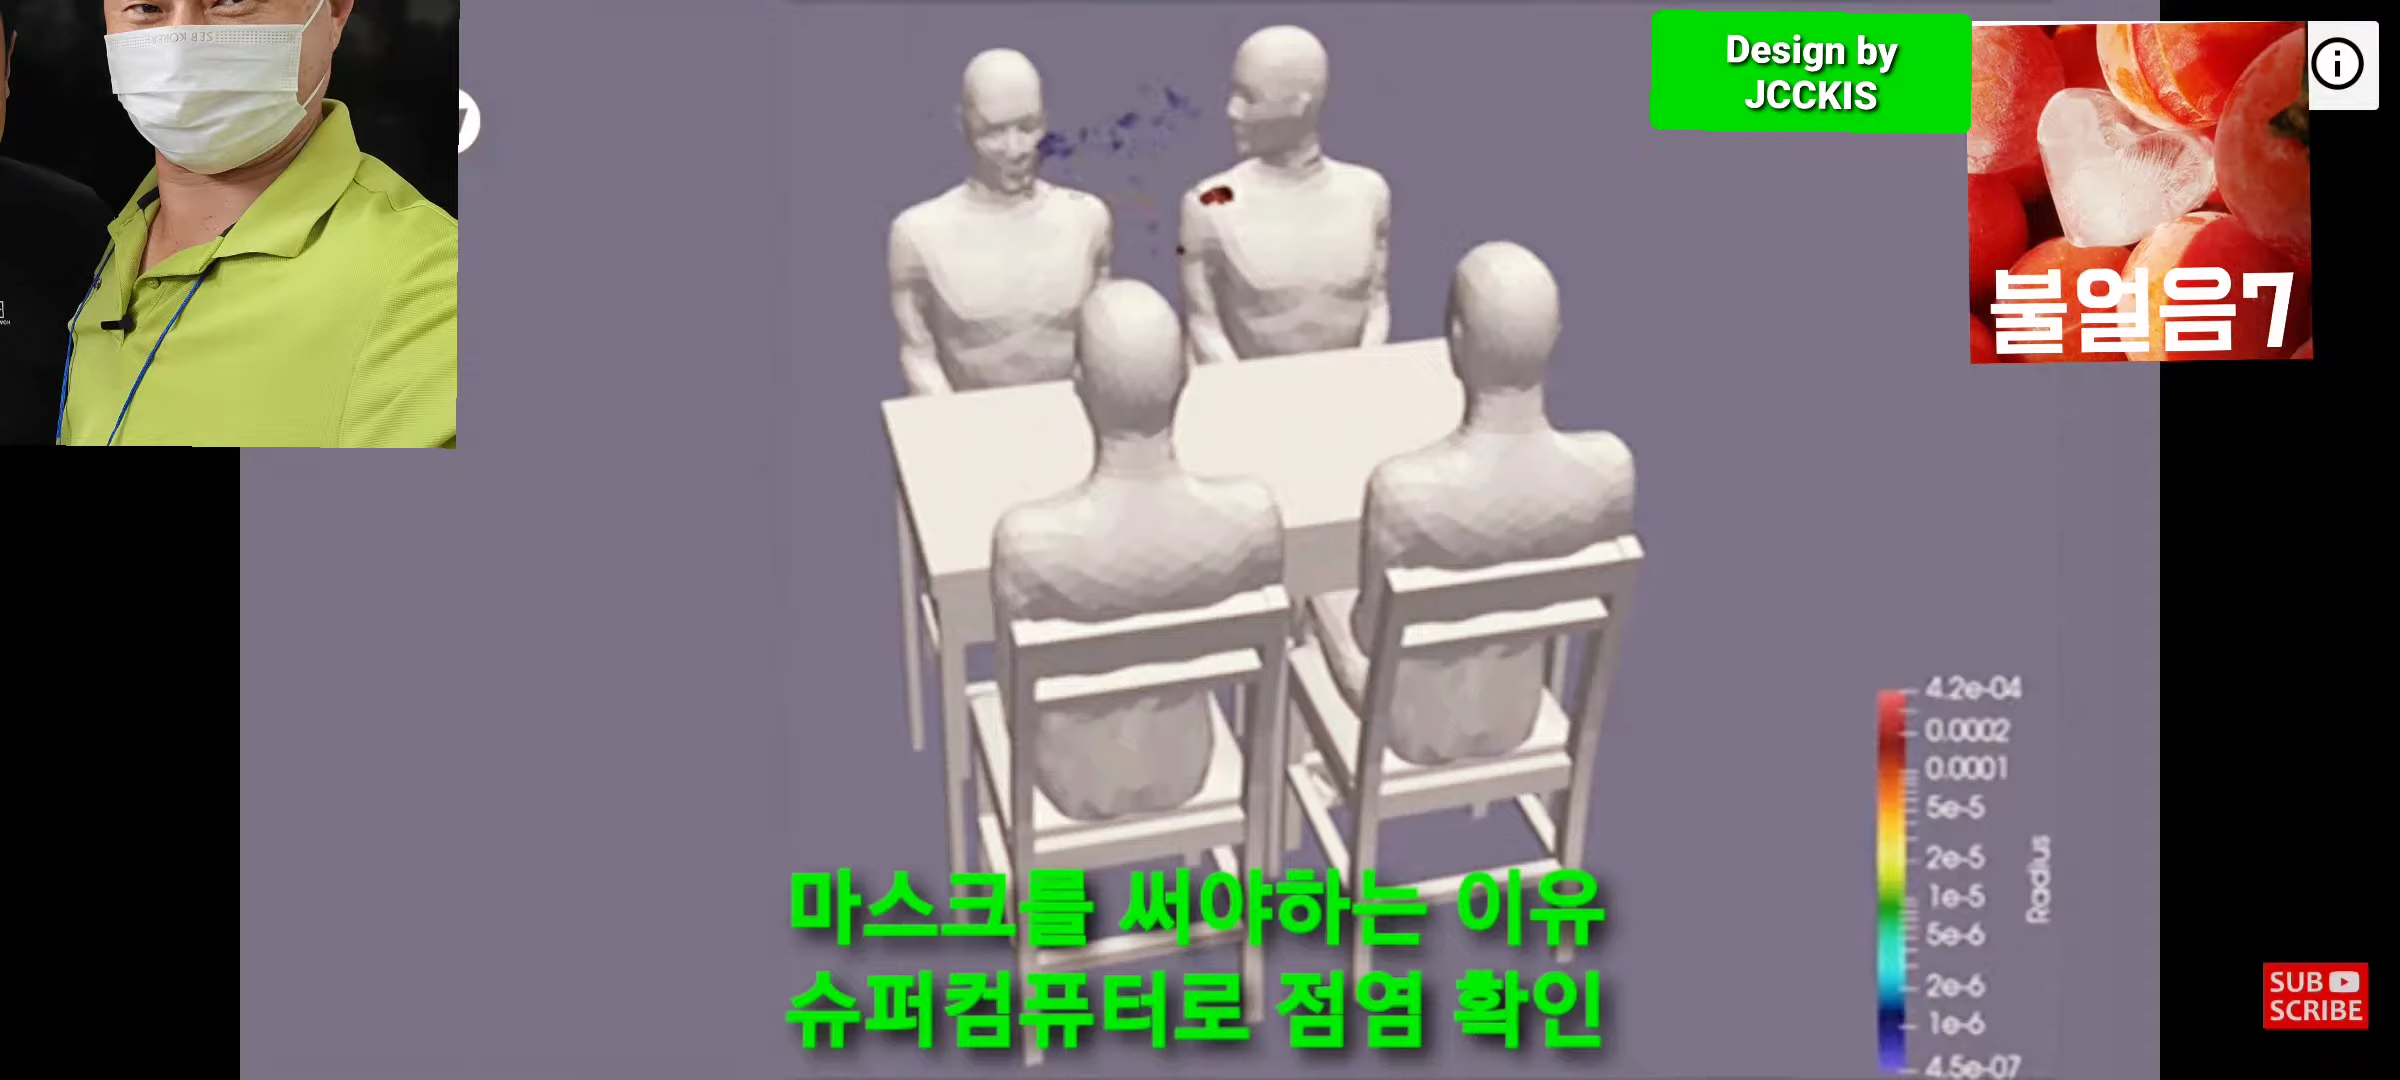 Design by
JCCKIS
불얼음7
4.2e-04
0.0002
0.0001
5e-5
2e-5
1e-5
5e-6
2e-6
1e-6
4.5e-07
Radius
마스크를 써야하는 이유
슈퍼컴퓨터로 점염 확인
SUB
SCRIBE